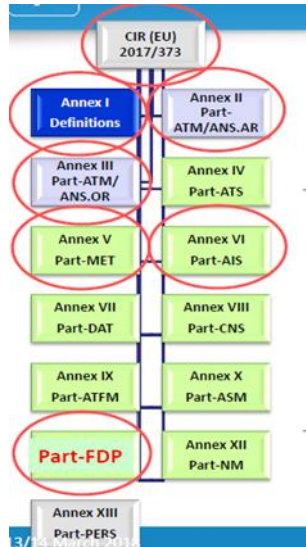 CIR (EU)
2017/373
Annex I
Definitions
Annex II
Part-
ATM/ANS.AR
Annex III
Part-ATM/
ANS.OR
Annex IV
Part-ATS
Annex V
Part-MET
Annex VI
Part-AIS
Annex VII
Part-DAT
Annex VIII
Part-CNS
Annex IX
Part-ATFM
Annex X
Part-ASM
Part-FDP
Annex XII
Part-NM
Annex XIII
Part-PERS
13/14 March 2018